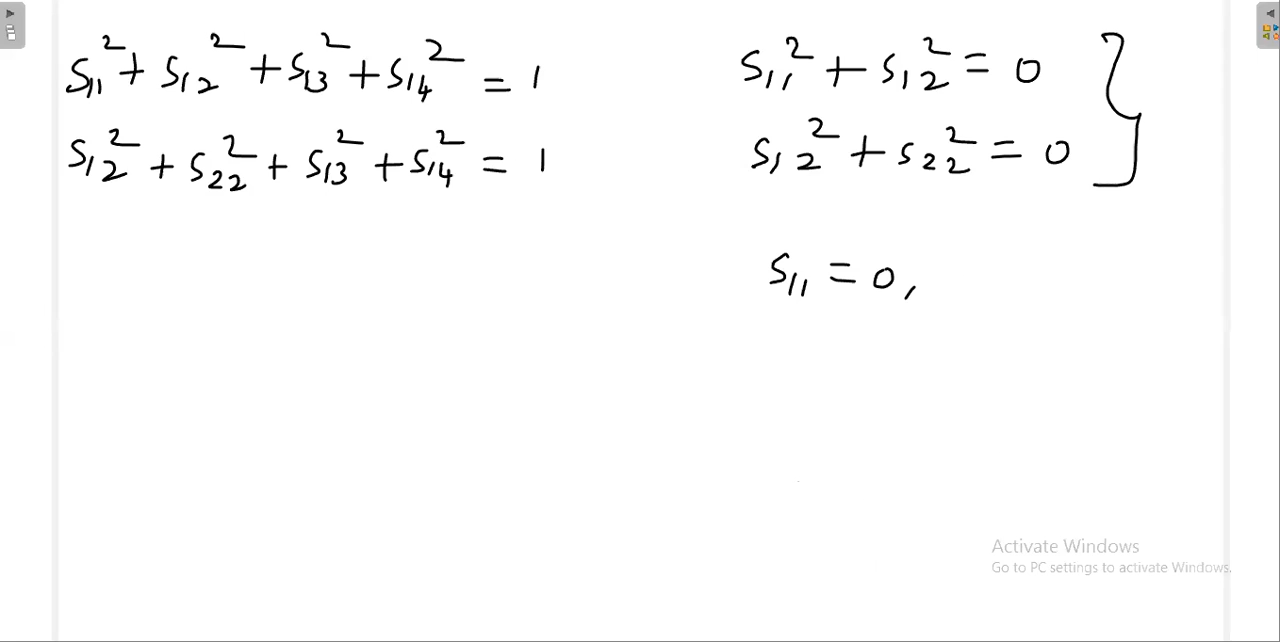 S₁₁² + S₁₂² + S₁₃² + S₁₄² = 1
S₁₂² + S₂₂² + S₁₃² + S₁₄² = 1
S₁₁² + S₁₂² = 0
S₁₂² + S₂₂² = 0
S₁₁ = 0,
Activate Windows
Go to PC settings to activate Windows.